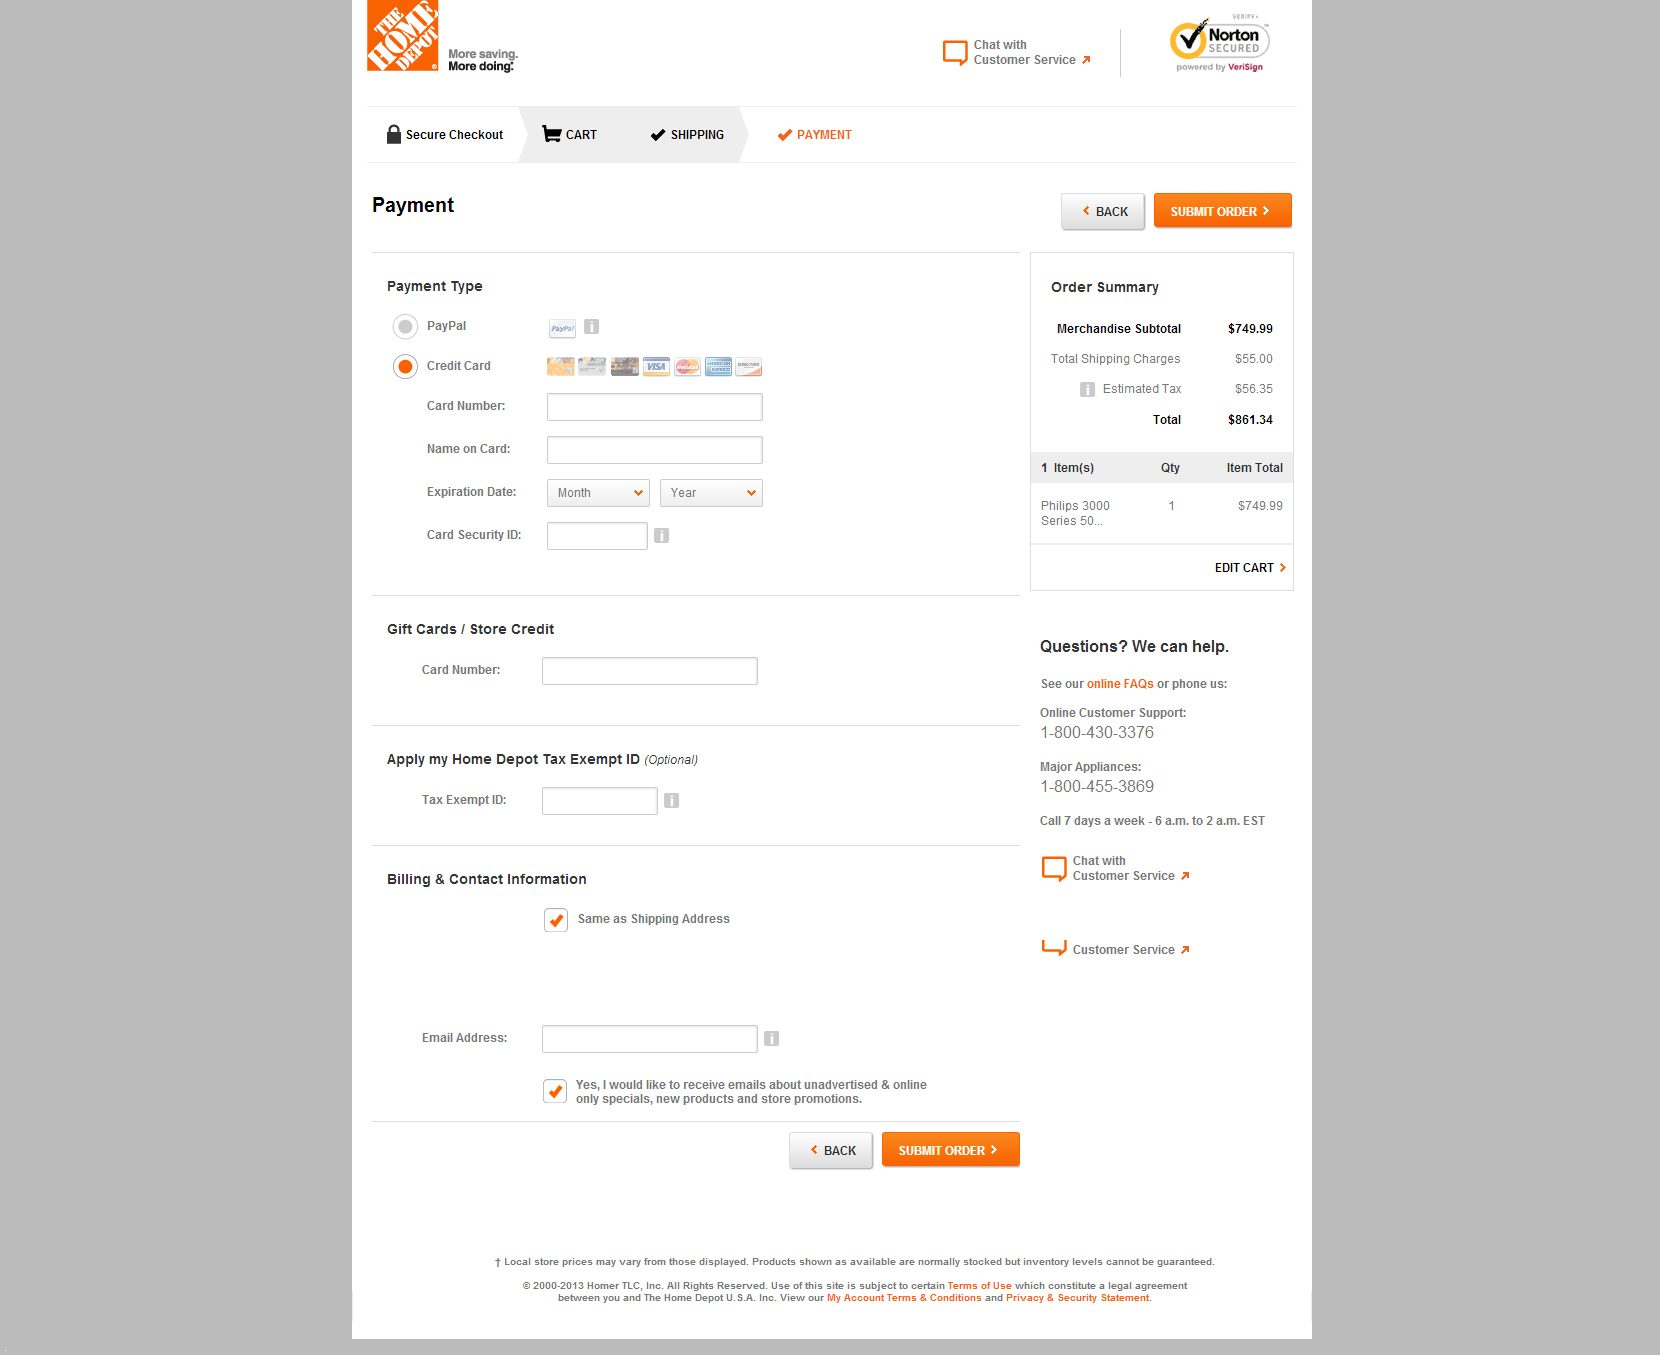 THE
HOME
DEPOT
More saving.
More doing.
Chat with
Customer Service
VERIFY
Norton
SECURED
powered by VeriSign
Secure Checkout
CART
SHIPPING
PAYMENT
Payment
BACK
SUBMIT ORDER
Payment Type
PayPal
PayPal
Credit Card
VISA
MasterCard
AMERICAN
EXPRESS
DISCOVER
Card Number:
Name on Card:
Expiration Date:
Month
Year
Card Security ID:
Order Summary
Merchandise Subtotal $749.99
Total Shipping Charges $55.00
Estimated Tax $56.35
Total $861.34
1 Item(s) Qty Item Total
Philips 3000 1 $749.99
Series 50...
EDIT CART
Gift Cards / Store Credit
Card Number:
Apply my Home Depot Tax Exempt ID (Optional)
Tax Exempt ID:
Billing & Contact Information
Same as Shipping Address
Email Address:
Yes, I would like to receive emails about unadvertised & online
only specials, new products and store promotions.
BACK
SUBMIT ORDER
Questions? We can help.
See our online FAQs or phone us:
Online Customer Support:
1-800-430-3376
Major Appliances:
1-800-455-3869
Call 7 days a week - 6 a.m. to 2 a.m. EST
Chat with
Customer Service
Customer Service
† Local store prices may vary from those displayed. Products shown as available are normally stocked but inventory levels cannot be guaranteed.
© 2000-2013 Homer TLC, Inc. All Rights Reserved. Use of this site is subject to certain Terms of Use which constitute a legal agreement
between you and The Home Depot U.S.A. Inc. View our My Account Terms & Conditions and Privacy & Security Statement.